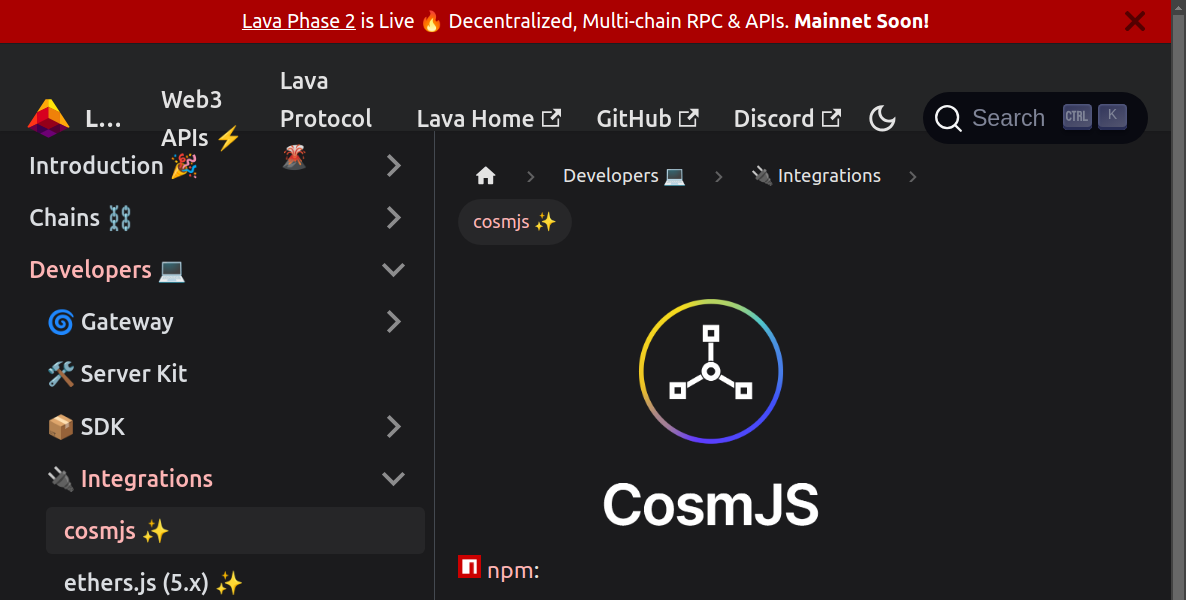 Lava Phase 2 is Live 🔥 Decentralized, Multi-chain RPC & APIs. Mainnet Soon!
L...
Web3
APIs ⚡
Lava
Protocol
🌋
Lava Home
GitHub
Discord
Search
CTRL K
Introduction 🎉
Chains ⛓️
Developers 💻
🌀 Gateway
🛠️ Server Kit
📦 SDK
🔌 Integrations
cosmjs ✨
ethers.js (5.x) ✨
Developers 💻
🔌 Integrations
cosmjs ✨
CosmJS
npm: